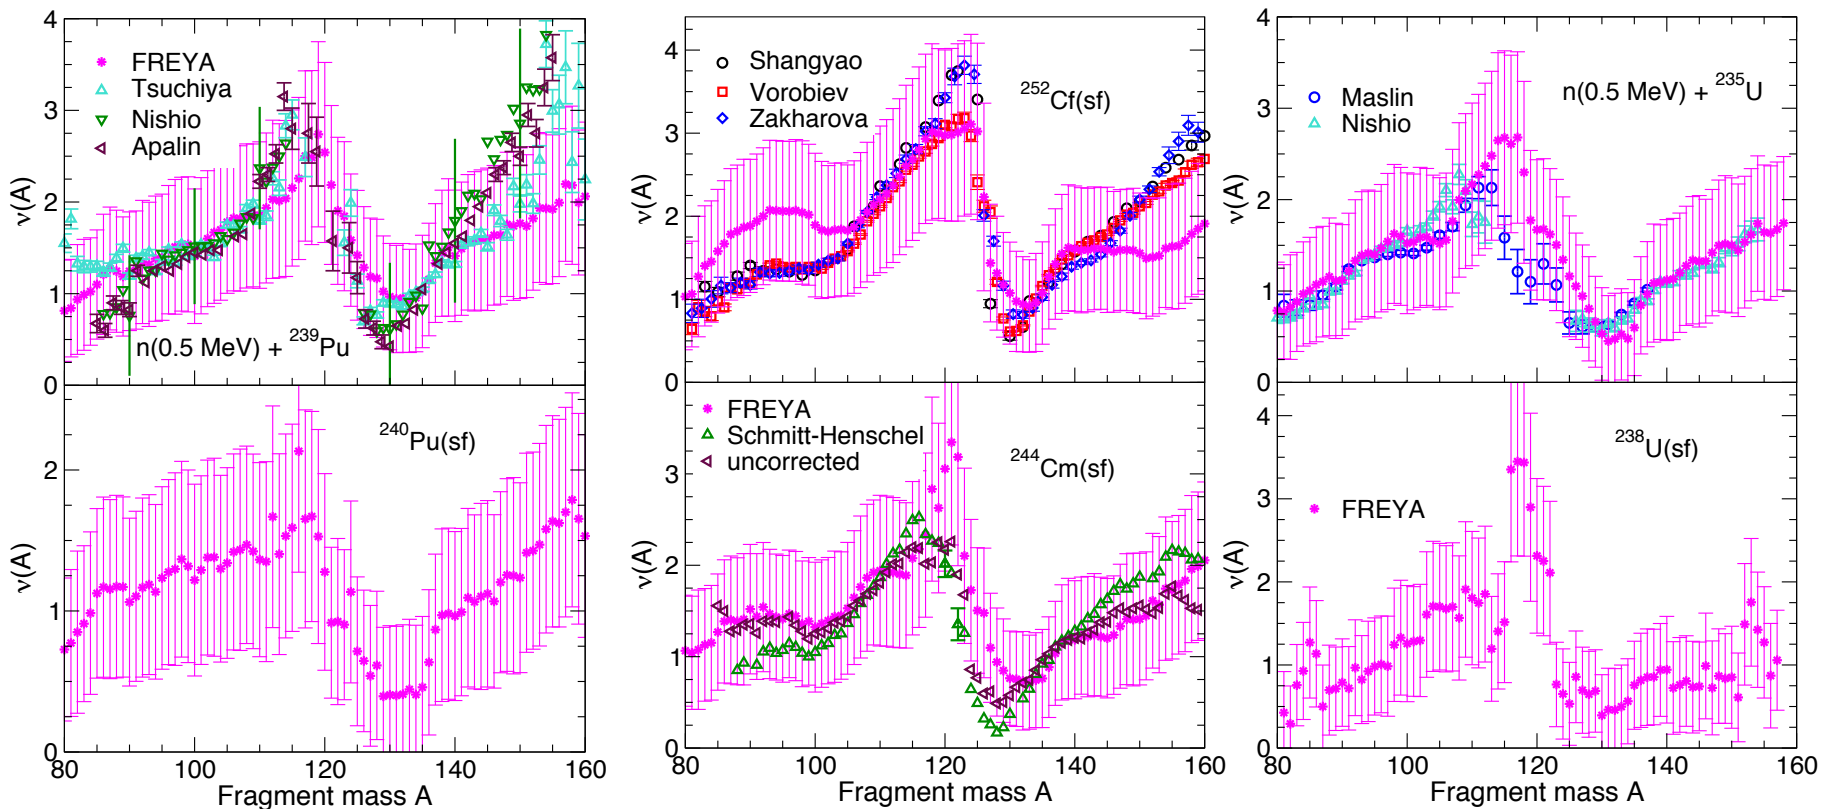 4
3
2
1
0
ν(A)
FREYA
Tsuchiya
Nishio
Apalin
n(0.5 MeV) + ²³⁹Pu
2
1
0
ν(A)
²⁴⁰Pu(sf)
80 100 120 140 160
Fragment mass A
4
3
2
1
0
ν(A)
Shangyao
Vorobiev
Zakharova
²⁵²Cf(sf)
4
3
2
1
0
ν(A)
FREYA
Schmitt-Henschel
uncorrected
²⁴⁴Cm(sf)
80 100 120 140 160
Fragment mass A
4
3
2
1
0
ν(A)
Maslin
Nishio
n(0.5 MeV) + ²³⁵U
4
3
2
1
0
ν(A)
FREYA
²³⁸U(sf)
80 100 120 140 160
Fragment mass A